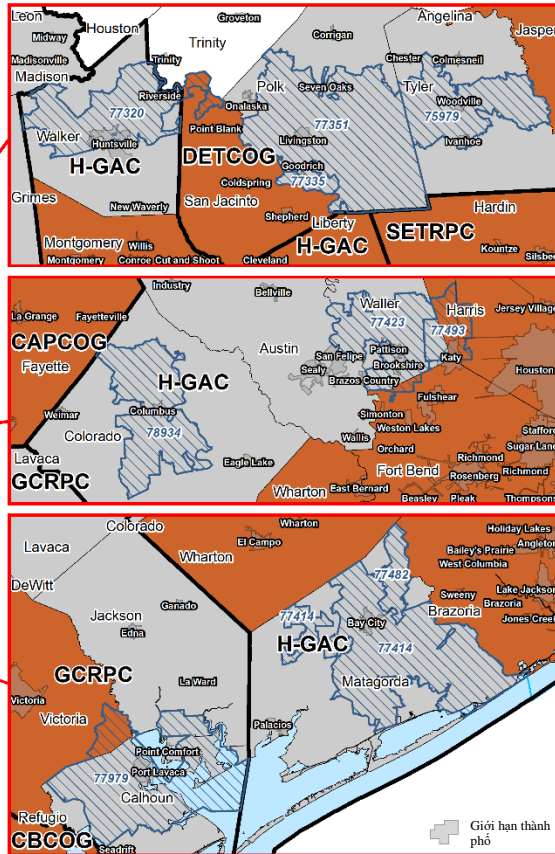 Leon
Houston
Groveton
Angelina
Midway
Trinity
Corrigan
Jasper
Madisonville
Trinity
Chester
Colmesneil
Madison
Polk
Seven Oaks
Tyler
Riverside
Onalaska
Woodville
77320
77351
75979
Walker
Point Blank
Huntsville
Livingston
Ivanhoe
H-GAC
DETCOG
Goodrich
Coldspring
77335
Grimes
New Waverly
San Jacinto
Hardin
Shepherd
Liberty
SETRPC
Montgomery
Willis
H-GAC
Kountze
Montgomery
Conroe
Cut and Shoot
Cleveland
Silsbee
Industry
Bellville
Waller
Harris
Jersey Village
La Grange
Fayetteville
77423
77493
CAPCOG
Austin
San Felipe
Pattison
Fayette
H-GAC
Sealy
Brookshire
Katy
Houston
Brazos Country
Fulshear
Weimar
Columbus
Simonton
Weston Lakes
Stafford
Colorado
78934
Wallis
Orchard
Sugar Land
Lavaca
Eagle Lake
Richmond
Fort Bend
Rosenberg
Richmond
GCRPC
Wharton
East Bernard
Beasley
Pleak
Thompsons
Colorado
Wharton
Holiday Lakes
Lavaca
El Campo
Angleton
Wharton
Bailey's Prairie
77482
West Columbia
DeWitt
Lake Jackson
Jackson
Ganado
77414
Sweeny
Brazoria
Brazoria
Edna
Bay City
Jones Creek
H-GAC
77414
GCRPC
La Ward
Matagorda
Victoria
Victoria
Palacios
Point Comfort
77979
Port Lavaca
Calhoun
Refugio
CBCOG
Seadrift
Giới hạn thành
phố